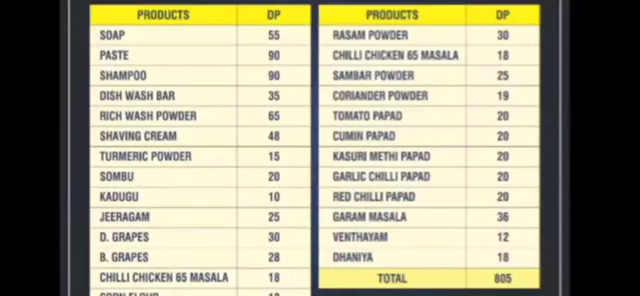 PRODUCTS DP
SOAP 55
PASTE 90
SHAMPOO 90
DISH WASH BAR 35
RICH WASH POWDER 65
SHAVING CREAM 48
TURMERIC POWDER 15
SOMBU 20
KADUGU 10
JEERAGAM 25
D. GRAPES 30
B. GRAPES 28
CHILLI CHICKEN 65 MASALA 18
CORN FLOUR
PRODUCTS DP
RASAM POWDER 30
CHILLI CHICKEN 65 MASALA 18
SAMBAR POWDER 25
CORIANDER POWDER 19
TOMATO PAPAD 20
CUMIN PAPAD 20
KASURI METHI PAPAD 20
GARLIC CHILLI PAPAD 20
RED CHILLI PAPAD 20
GARAM MASALA 36
VENTHAYAM 12
DHANIYA 18
TOTAL 805